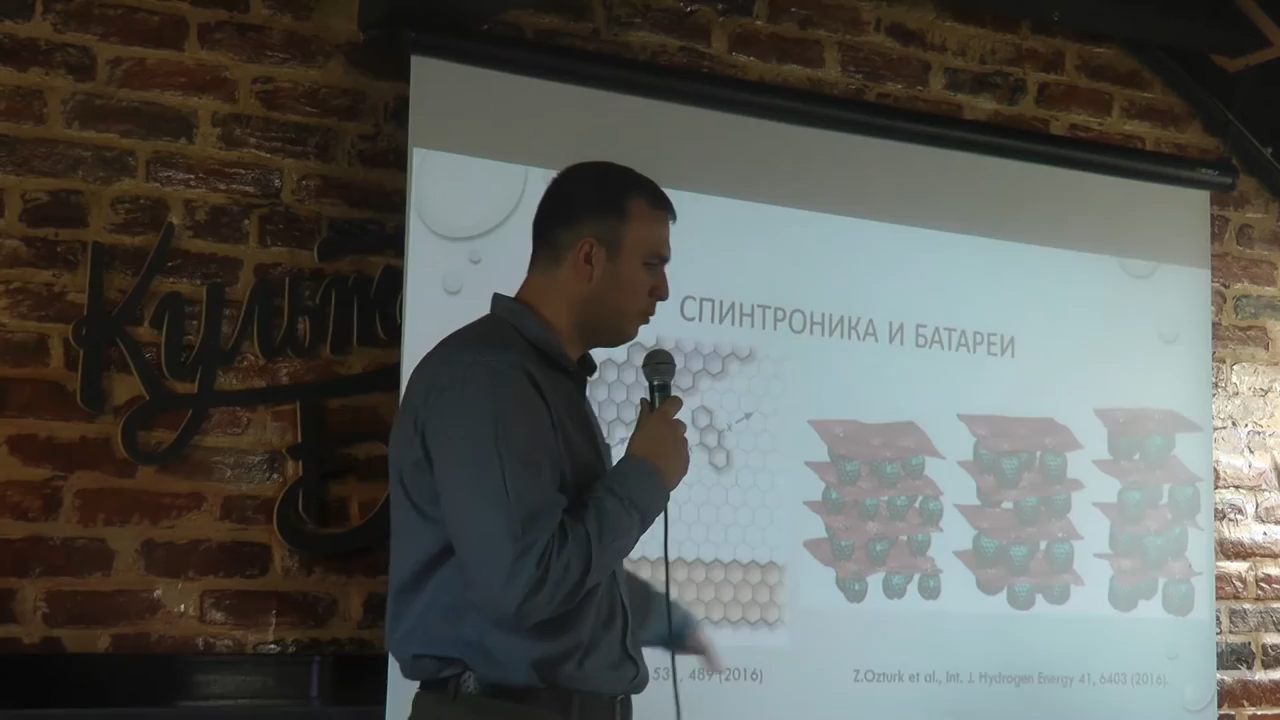 СПИНТРОНИКА И БАТАРЕИ
489 (2016)
Z.Ozturk et al., Int. J. Hydrogen Energy 41, 6403 (2016).